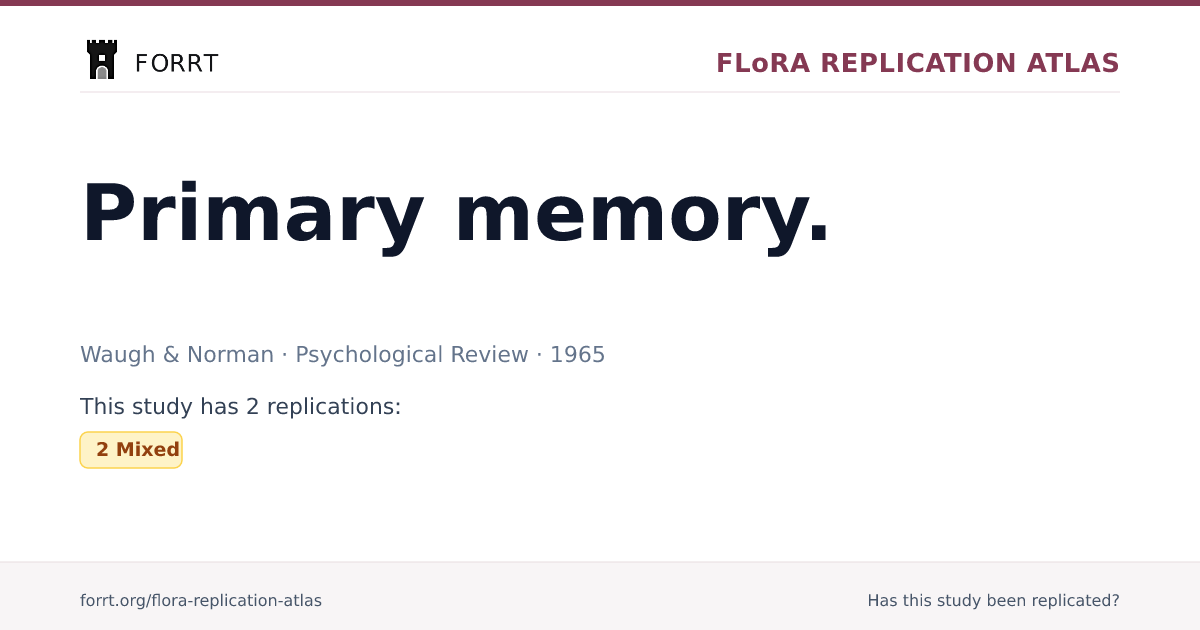 FORRT
FLoRA REPLICATION ATLAS
Primary memory.
Waugh & Norman · Psychological Review · 1965
This study has 2 replications:
2 Mixed
forrt.org/flora-replication-atlas
Has this study been replicated?